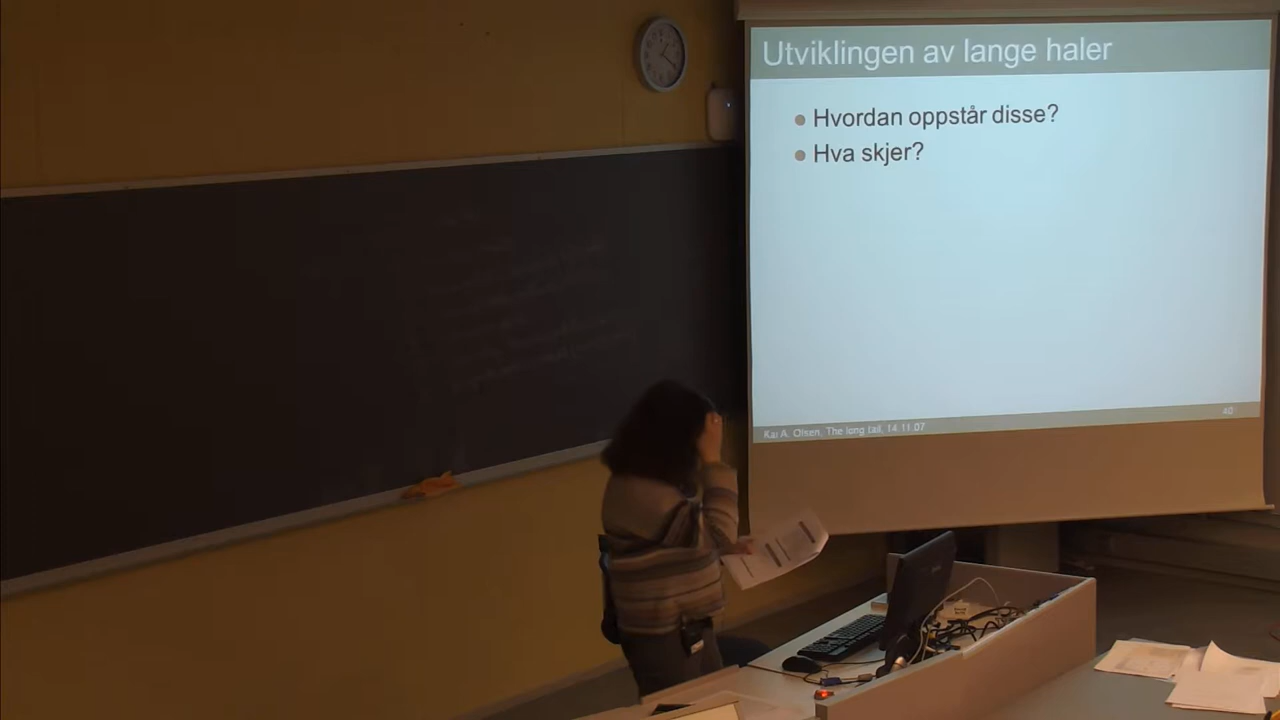 Utviklingen av lange haler
Hvordan oppstår disse?
Hva skjer?
Kai A. Olsen, The long tail, 14.11.07
40